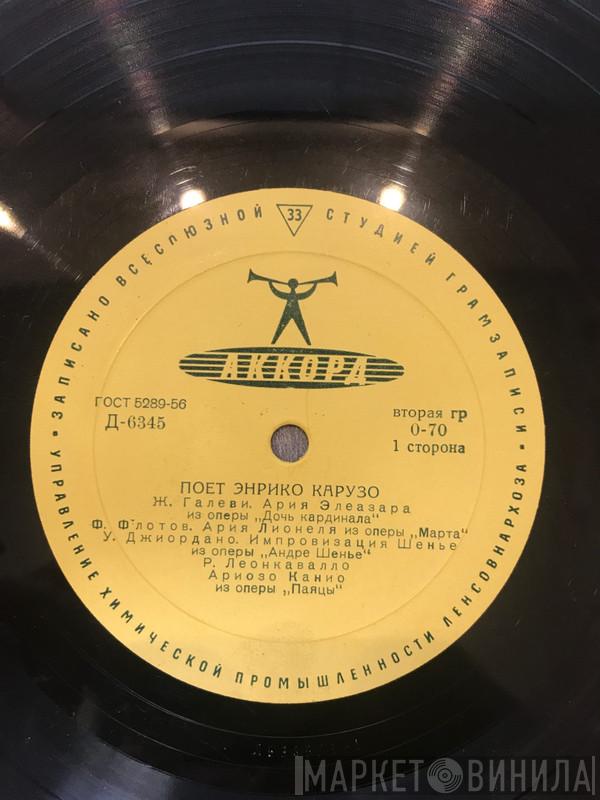 ЗАПИСАНО ВСЕСОЮЗНОЙ 33 СТУДИЕЙ ГРАМЗАПИСИ
АККОРД
ГОСТ 5289-56
Д-6345
вторая гр
0-70
1 сторона
ПОЕТ ЭНРИКО КАРУЗО
Ж. Галеви. Ария Элеазара
из оперы „Дочь кардинала"
Ф. Флотов. Ария Лионеля из оперы „Марта"
У. Джиордано. Импровизация Шенье
из оперы „Андре Шенье"
Р. Леонкавалло
Ариозо Канио
из оперы „Паяцы"
УПРАВЛЕНИЕ ХИМИЧЕСКОЙ ПРОМЫШЛЕННОСТИ ЛЕНСОВНАРХОЗА
МАРКЕТ ВИНИЛА